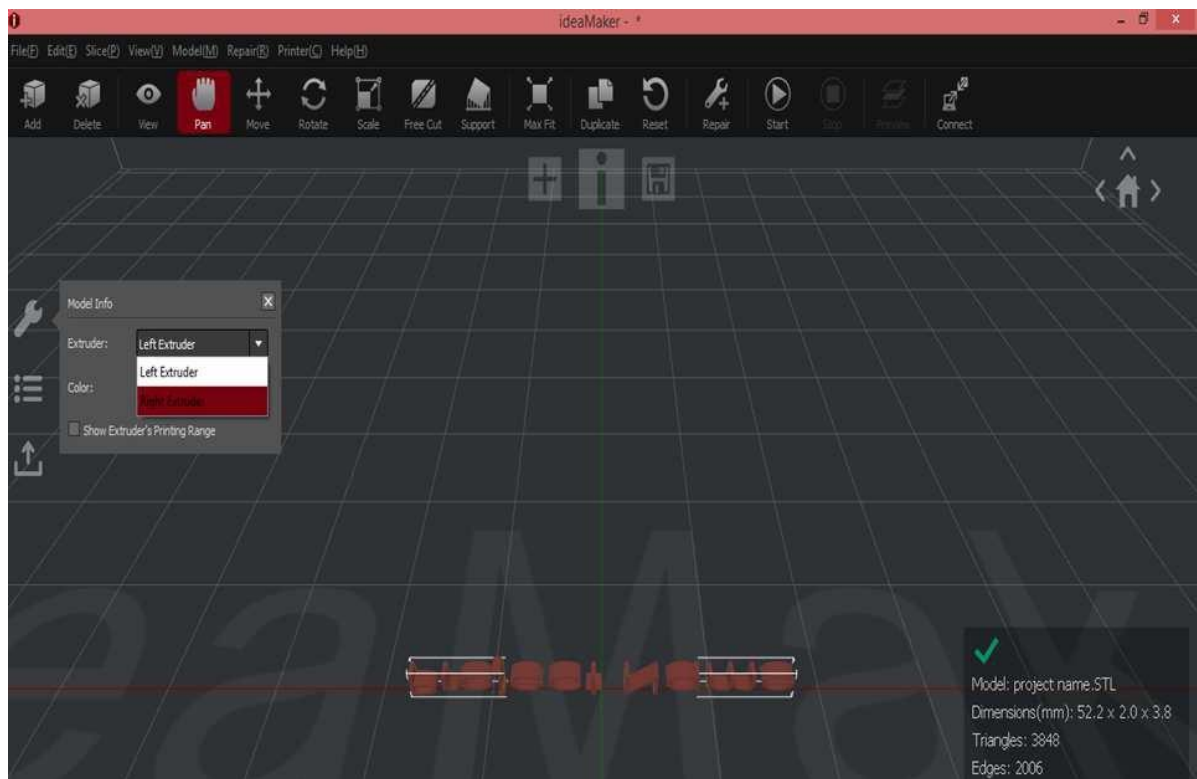 ideaMaker - *
File(F) Edit(E) Slice(P) View(V) Model(M) Repair(R) Printer(C) Help(H)
Add Delete View Pan Move Rotate Scale Free Cut Support Max Fit Duplicate Reset Repair Start Stop Preview Connect
Model Info
Extruder: Left Extruder
Left Extruder
Color:
Right Extruder
Show Extruder's Printing Range
eaMak
Model: project name.STL
Dimensions(mm): 52.2 x 2.0 x 3.8
Triangles: 3848
Edges: 2006